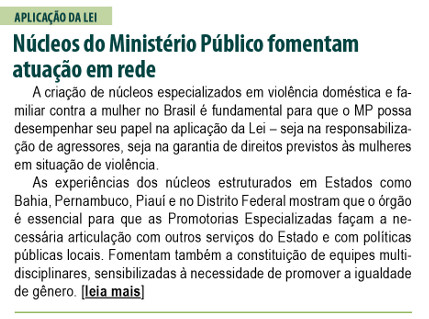 APLICAÇÃO DA LEI
Núcleos do Ministério Público fomentam
atuação em rede
A criação de núcleos especializados em violência doméstica e fa-
miliar contra a mulher no Brasil é fundamental para que o MP possa
desempenhar seu papel na aplicação da Lei – seja na responsabiliza-
ção de agressores, seja na garantia de direitos previstos às mulheres
em situação de violência.
As experiências dos núcleos estruturados em Estados como
Bahia, Pernambuco, Piauí e no Distrito Federal mostram que o órgão
é essencial para que as Promotorias Especializadas façam a ne-
cessária articulação com outros serviços do Estado e com políticas
públicas locais. Fomentam também a constituição de equipes multi-
disciplinares, sensibilizadas à necessidade de promover a igualdade
de gênero. [leia mais]